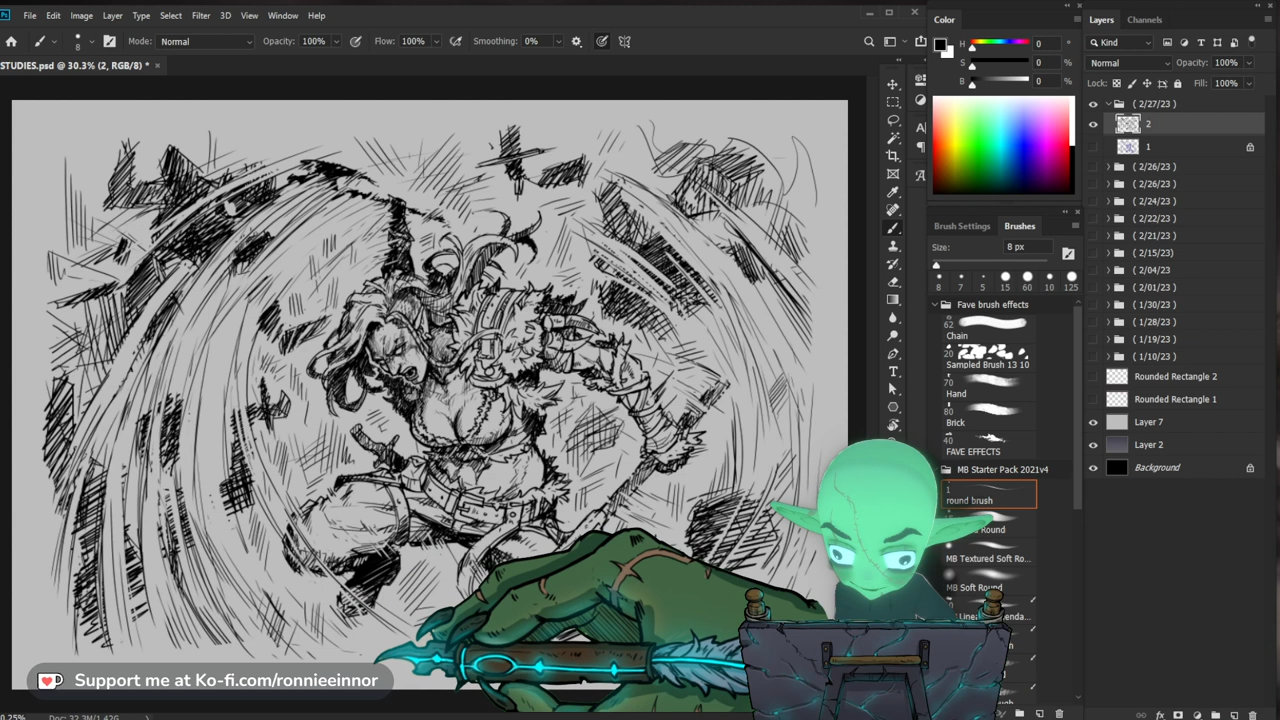 Ps File Edit Image Layer Type Select Filter 3D View Window Help
8 Mode: Normal Opacity: 100% Flow: 100% Smoothing: 0%
STUDIES.psd @ 30.3% (2, RGB/8) *
Color
H 0 °
S 0 %
B 0 %
Brush Settings Brushes
Size: 8 px
8 7 5 15 60 10 125
Fave brush effects
62
Chain
20
Sampled Brush 13 10
70
Hand
80
Brick
40
FAVE EFFECTS
MB Starter Pack 2021v4
1
round brush
Round
MB Textured Soft Ro...
MB Soft Round
Layers Channels
Kind
Normal Opacity: 100%
Lock: Fill: 100%
( 2/27/23 )
2
1
( 2/26/23 )
( 2/26/23 )
( 2/24/23 )
( 2/22/23 )
( 2/21/23 )
( 2/15/23)
( 2/04/23
( 2/01/23 )
( 1/30/23 )
( 1/28/23 )
( 1/19/23 )
( 1/10/23 )
Rounded Rectangle 2
Rounded Rectangle 1
Layer 7
Layer 2
Background
Support me at Ko-fi.com/ronnieeinnor